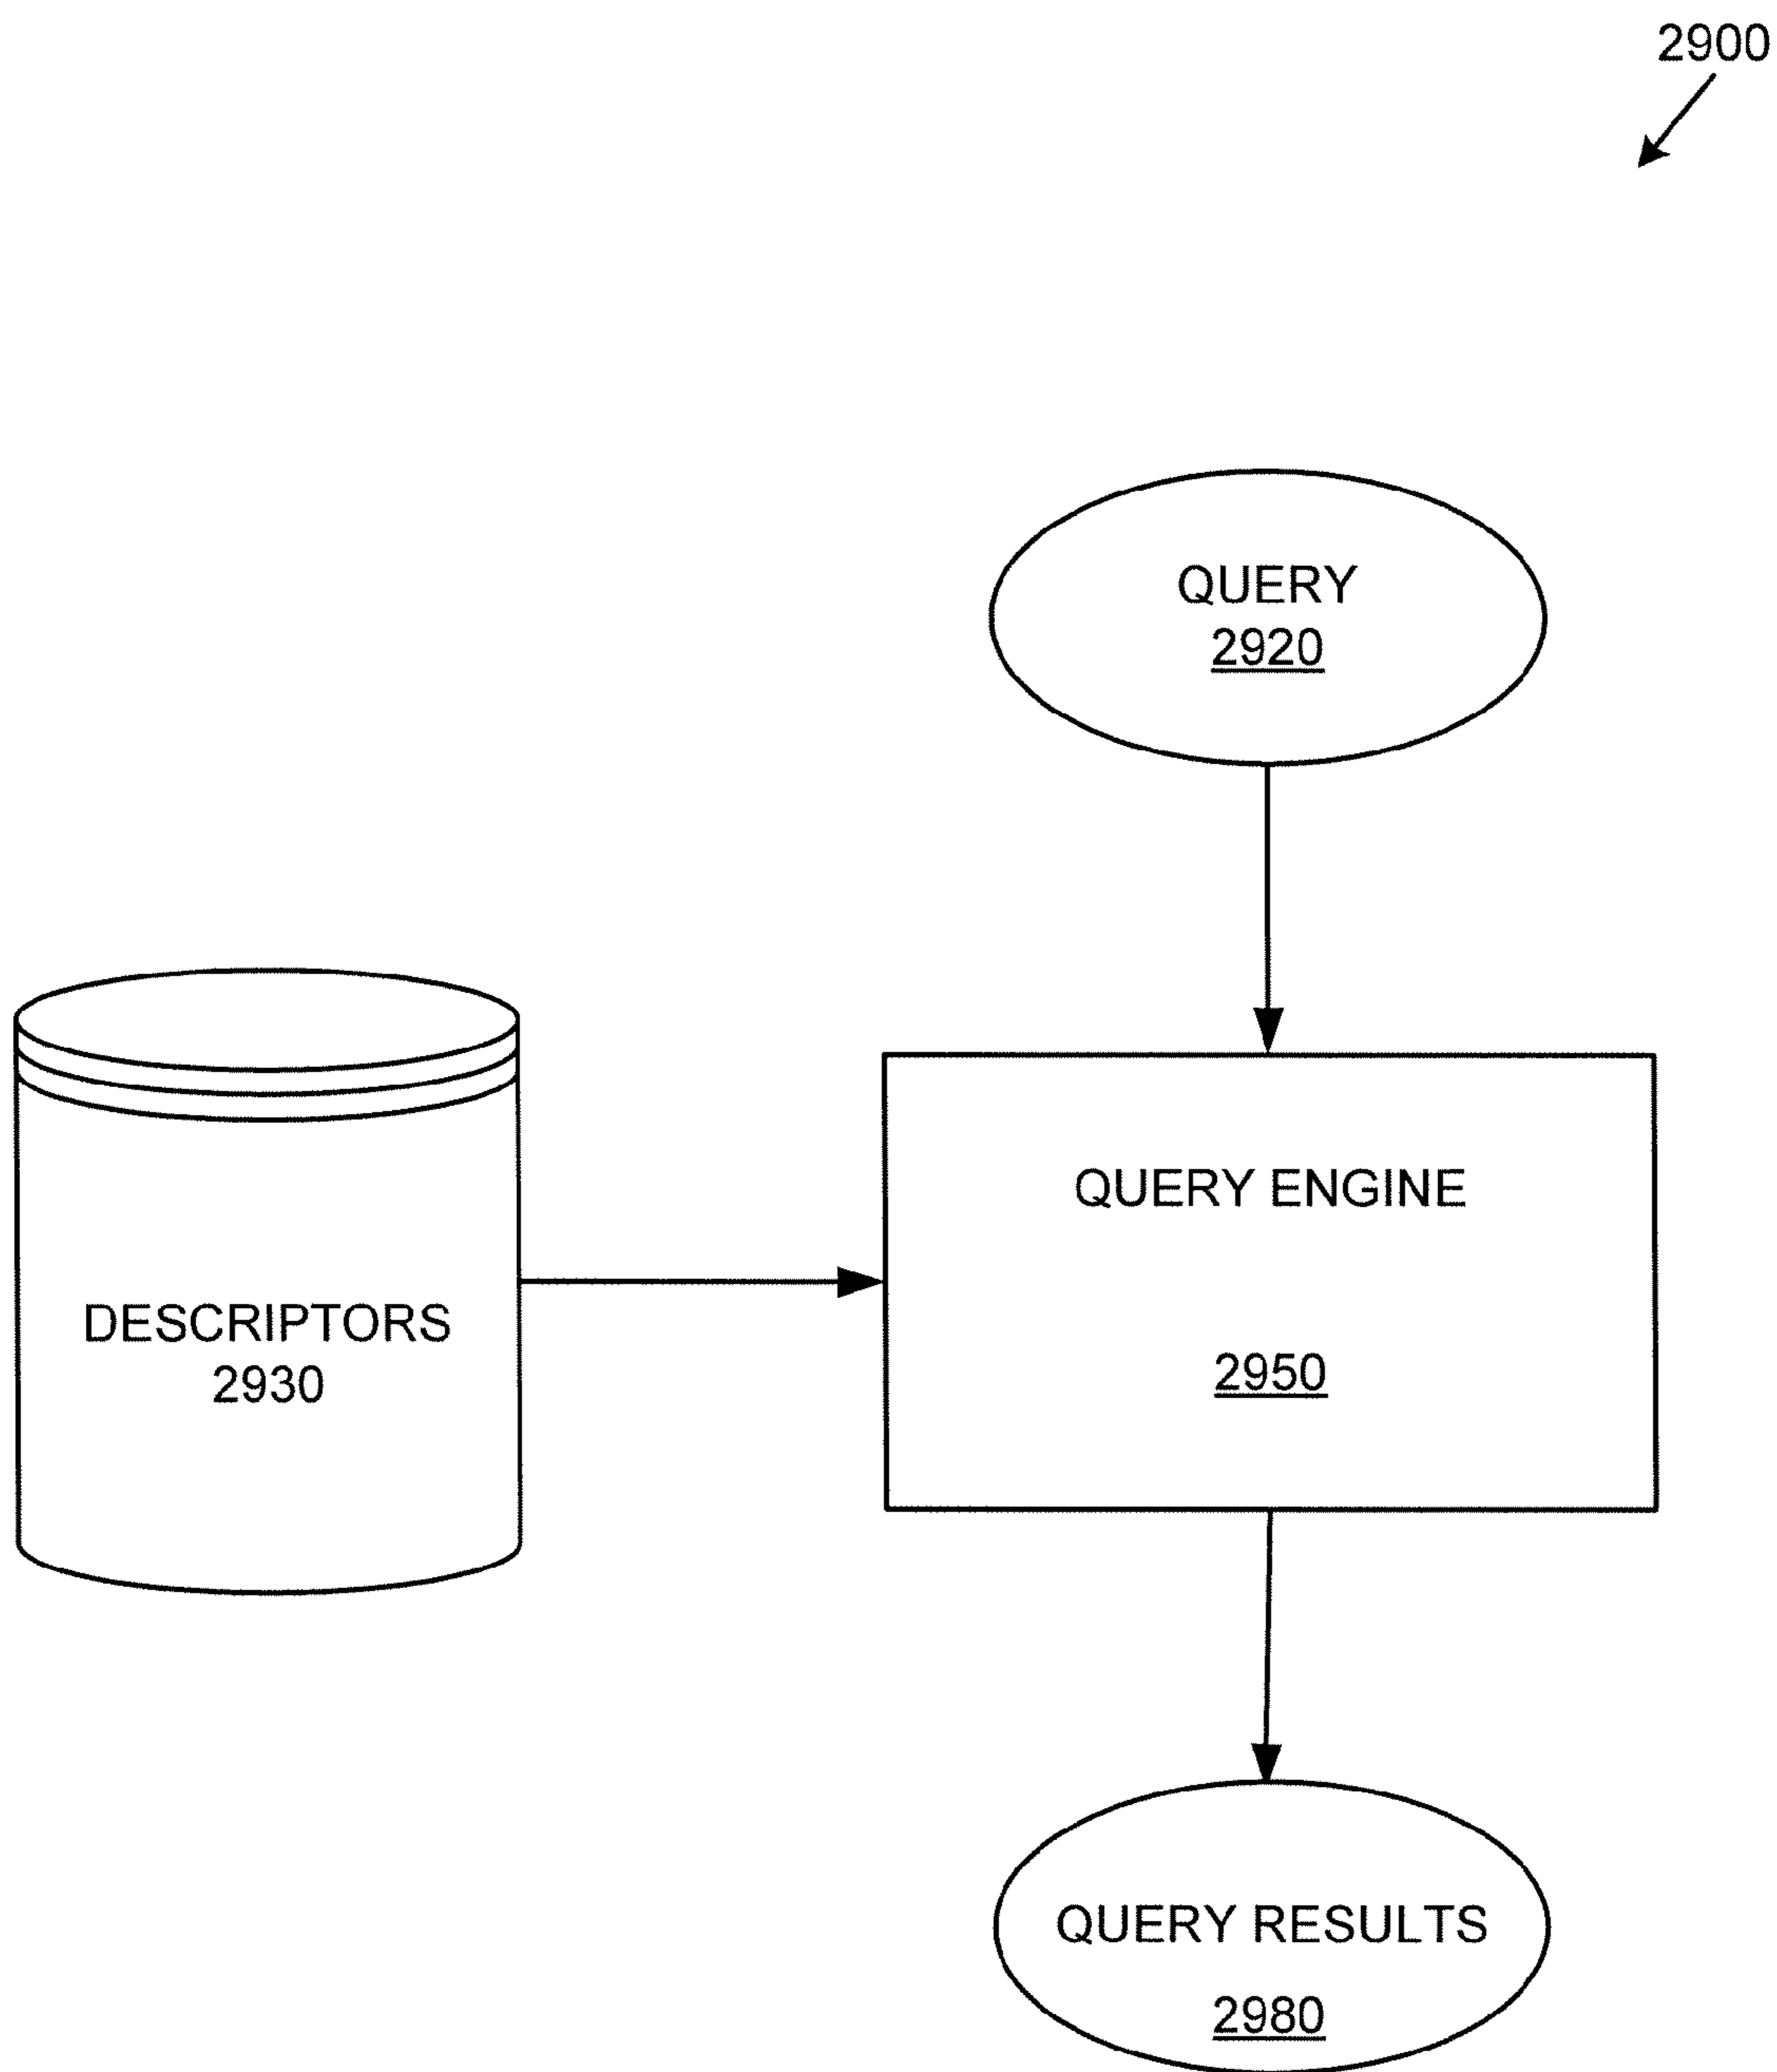 2900
QUERY
2920
QUERY ENGINE
2950
DESCRIPTORS
2930
QUERY RESULTS
2980